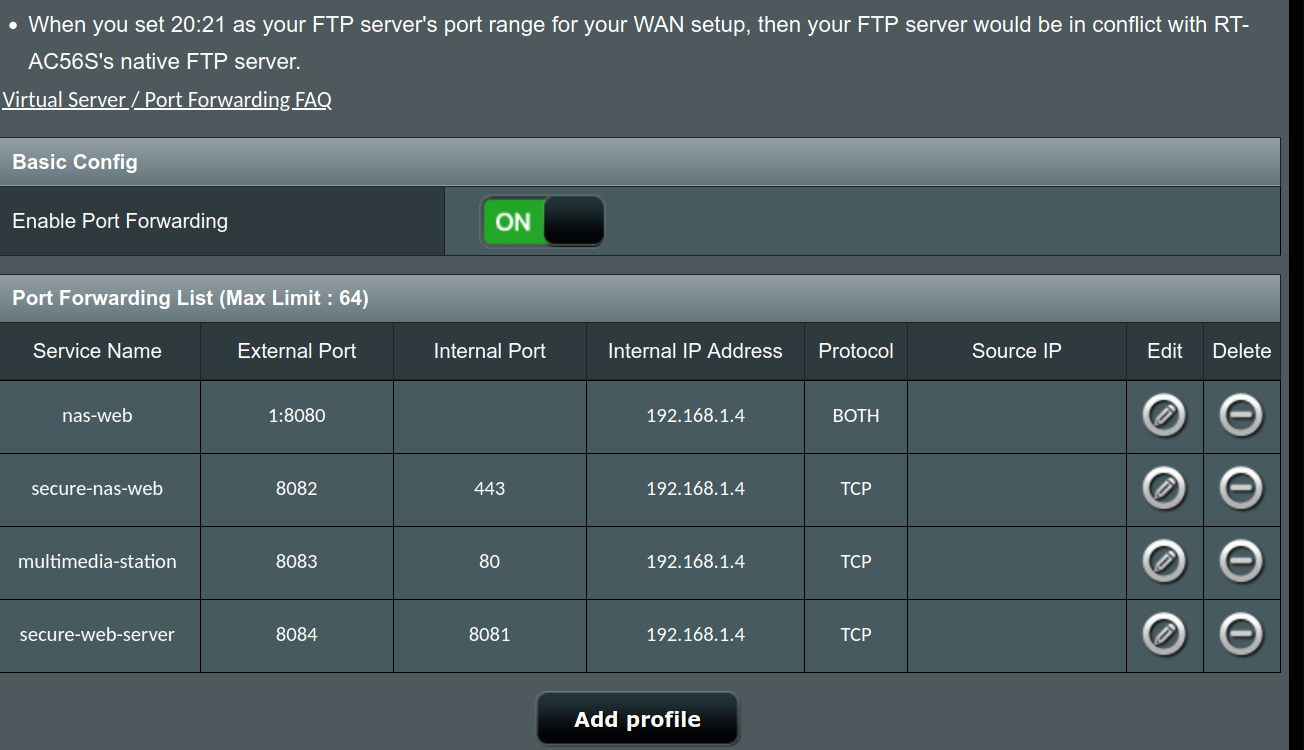 • When you set 20:21 as your FTP server's port range for your WAN setup, then your FTP server would be in conflict with RT-
AC56S's native FTP server.
Virtual Server / Port Forwarding FAQ
Basic Config
Enable Port Forwarding ON
Port Forwarding List (Max Limit : 64)
Service Name External Port Internal Port Internal IP Address Protocol Source IP Edit Delete
nas-web 1:8080 192.168.1.4 BOTH
secure-nas-web 8082 443 192.168.1.4 TCP
multimedia-station 8083 80 192.168.1.4 TCP
secure-web-server 8084 8081 192.168.1.4 TCP
Add profile